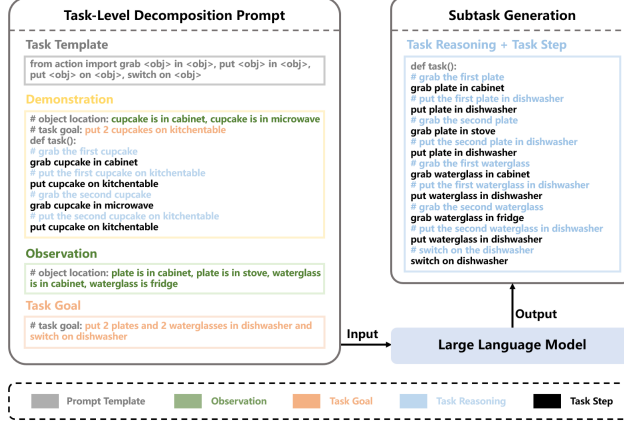 Task-Level Decomposition Prompt
Task Template
from action import grab <obj> in <obj>, put <obj> in <obj>,
put <obj> on <obj>, switch on <obj>
Demonstration
# object location: cupcake is in cabinet, cupcake is in microwave
# task goal: put 2 cupcakes on kitchentable
def task():
# grab the first cupcake
grab cupcake in cabinet
# put the first cupcake on kitchentable
put cupcake on kitchentable
# grab the second cupcake
grab cupcake in microwave
# put the second cupcake on kitchentable
put cupcake on kitchentable
Observation
# object location: plate is in cabinet, plate is in stove, waterglass
is in cabinet, waterglass is fridge
Task Goal
# task goal: put 2 plates and 2 waterglasses in dishwasher and
switch on dishwasher
Input
Subtask Generation
Task Reasoning + Task Step
def task():
# grab the first plate
grab plate in cabinet
# put the first plate in dishwasher
put plate in dishwasher
# grab the second plate
grab plate in stove
# put the second plate in dishwasher
put plate in dishwasher
# grab the first waterglass
grab waterglass in cabinet
# put the first waterglass in dishwasher
put waterglass in dishwasher
# grab the second waterglass
grab waterglass in fridge
# put the second waterglass in dishwasher
put waterglass in dishwasher
# switch on the dishwasher
switch on dishwasher
Output
Large Language Model
Prompt Template
Observation
Task Goal
Task Reasoning
Task Step